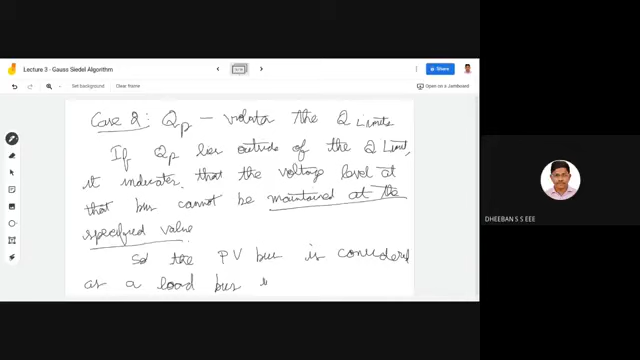 Lecture 3 - Gauss Siedel Algorithm
Share
Set background
Clear frame
Open on a Jamboard
Case 2: Qp - violates the Q Limits
If Qp lies outside of the Q Limit,
it indicates that the voltage level at
that bus cannot be maintained at the
specified value.
So the PV bus is considered
as a load bus
DHEEBAN S S EEE